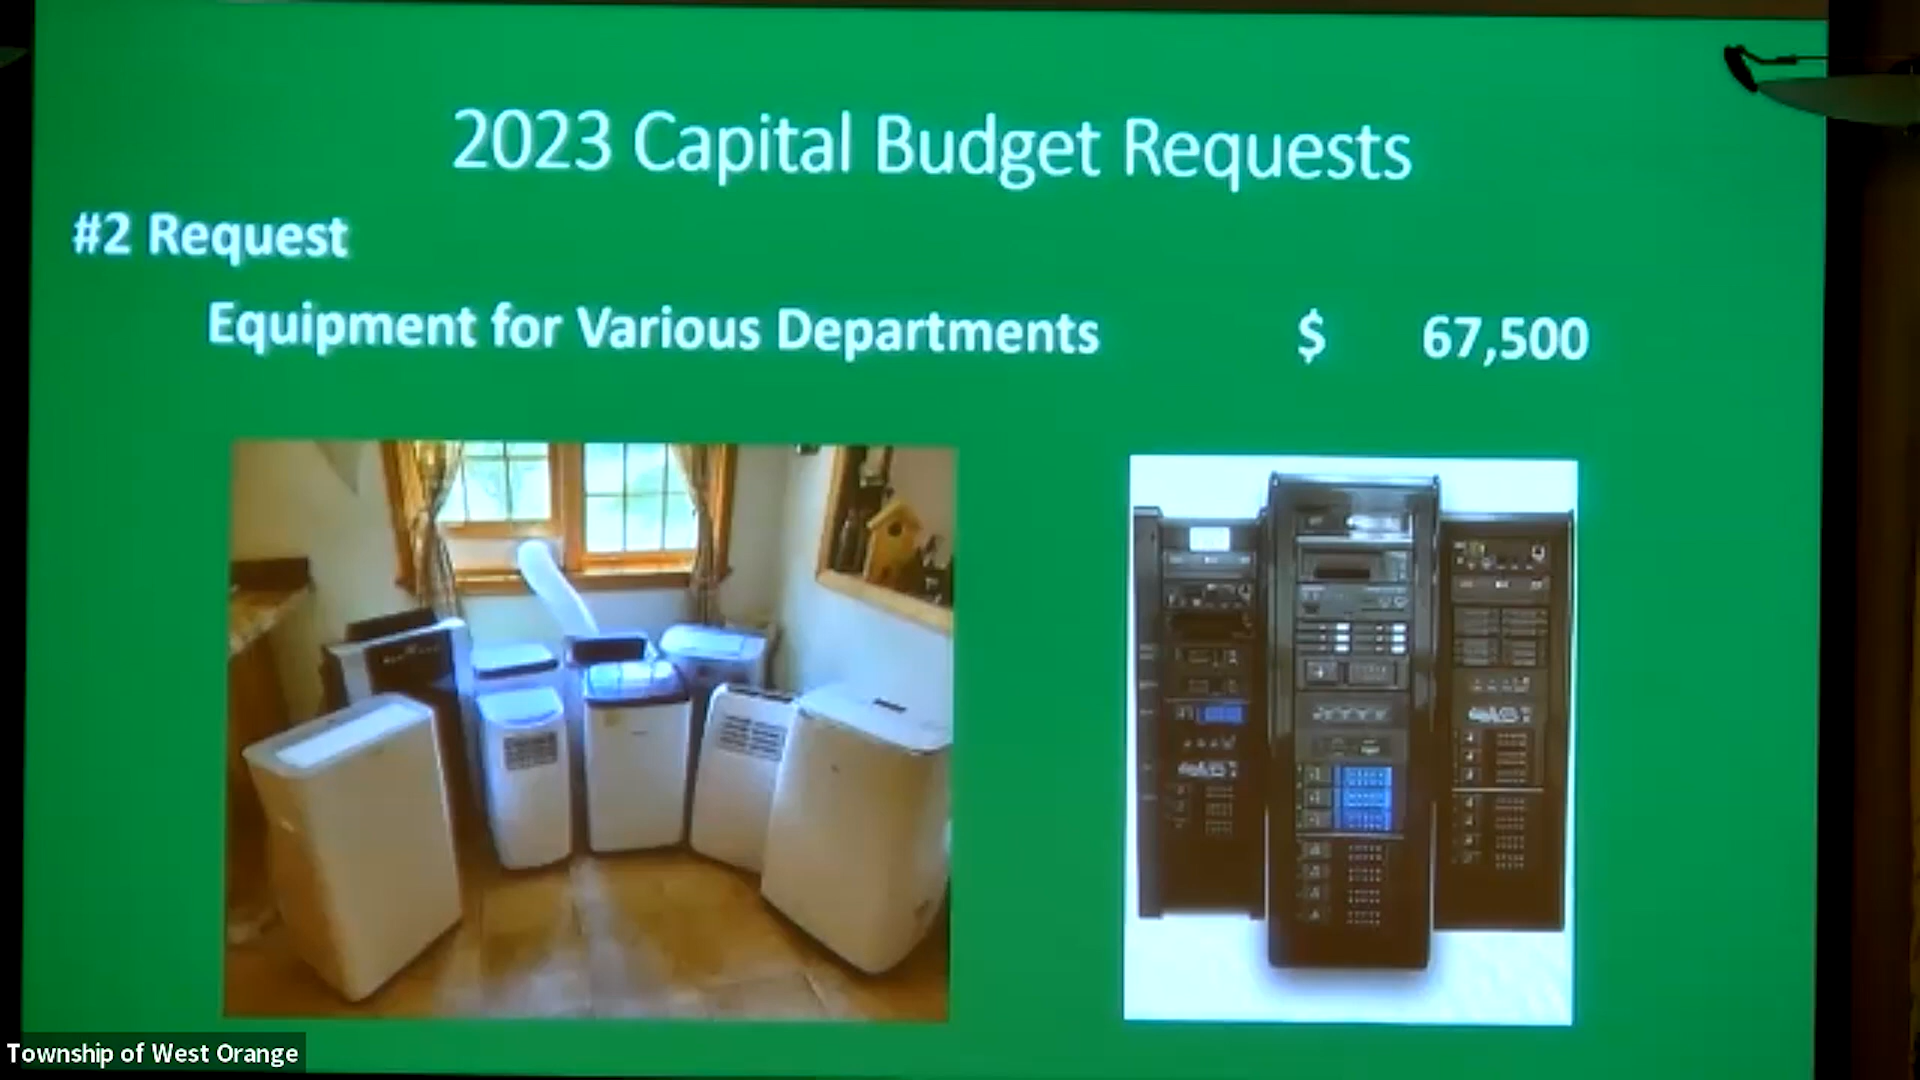 2023 Capital Budget Requests
#2 Request
Equipment for Various Departments $ 67,500
Township of West Orange